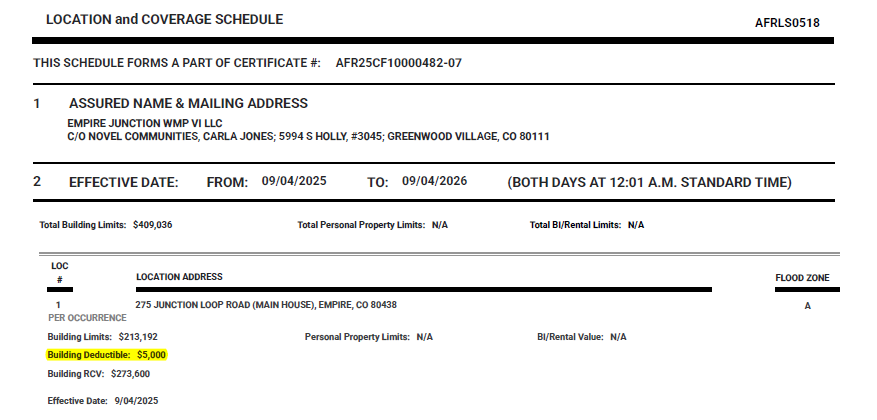 LOCATION and COVERAGE SCHEDULE
AFRLS0518
THIS SCHEDULE FORMS A PART OF CERTIFICATE #: AFR25CF10000482-07
1 ASSURED NAME & MAILING ADDRESS
EMPIRE JUNCTION WMP VI LLC
C/O NOVEL COMMUNITIES, CARLA JONES; 5994 S HOLLY, #3045; GREENWOOD VILLAGE, CO 80111
2 EFFECTIVE DATE: FROM: 09/04/2025 TO: 09/04/2026 (BOTH DAYS AT 12:01 A.M. STANDARD TIME)
Total Building Limits: $409,036 Total Personal Property Limits: N/A Total BI/Rental Limits: N/A
LOC
# LOCATION ADDRESS FLOOD ZONE
1 275 JUNCTION LOOP ROAD (MAIN HOUSE), EMPIRE, CO 80438 A
PER OCCURRENCE
Building Limits: $213,192 Personal Property Limits: N/A BI/Rental Value: N/A
Building Deductible: $5,000
Building RCV: $273,600
Effective Date: 9/04/2025